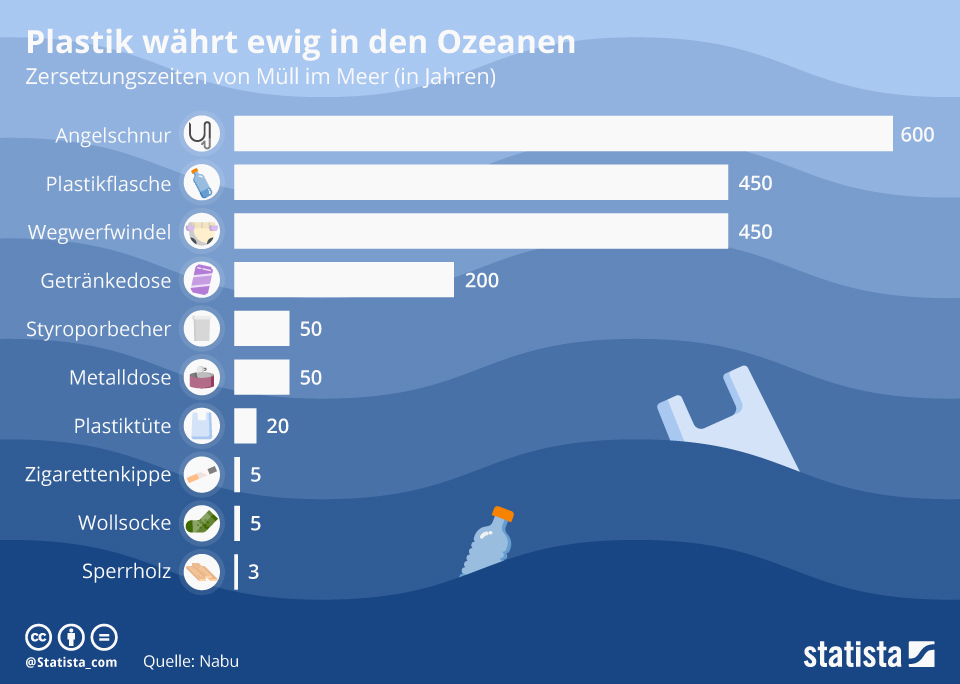 Plastik währt ewig in den Ozeanen
Zersetzungszeiten von Müll im Meer (in Jahren)
Angelschnur 600
Plastikflasche 450
Wegwerfwindel 450
Getränkedose 200
Styroporbecher 50
Metalldose 50
Plastiktüte 20
Zigarettenkippe 5
Wollsocke 5
Sperrholz 3
cc =
@Statista_com Quelle: Nabu
statista